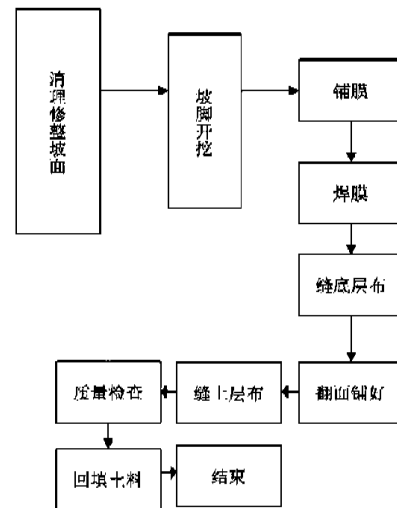 清理修整坡面
坡脚开挖
铺膜
焊膜
缝底层布
翻面铺好
缝上层布
质量检查
回填土料
结束